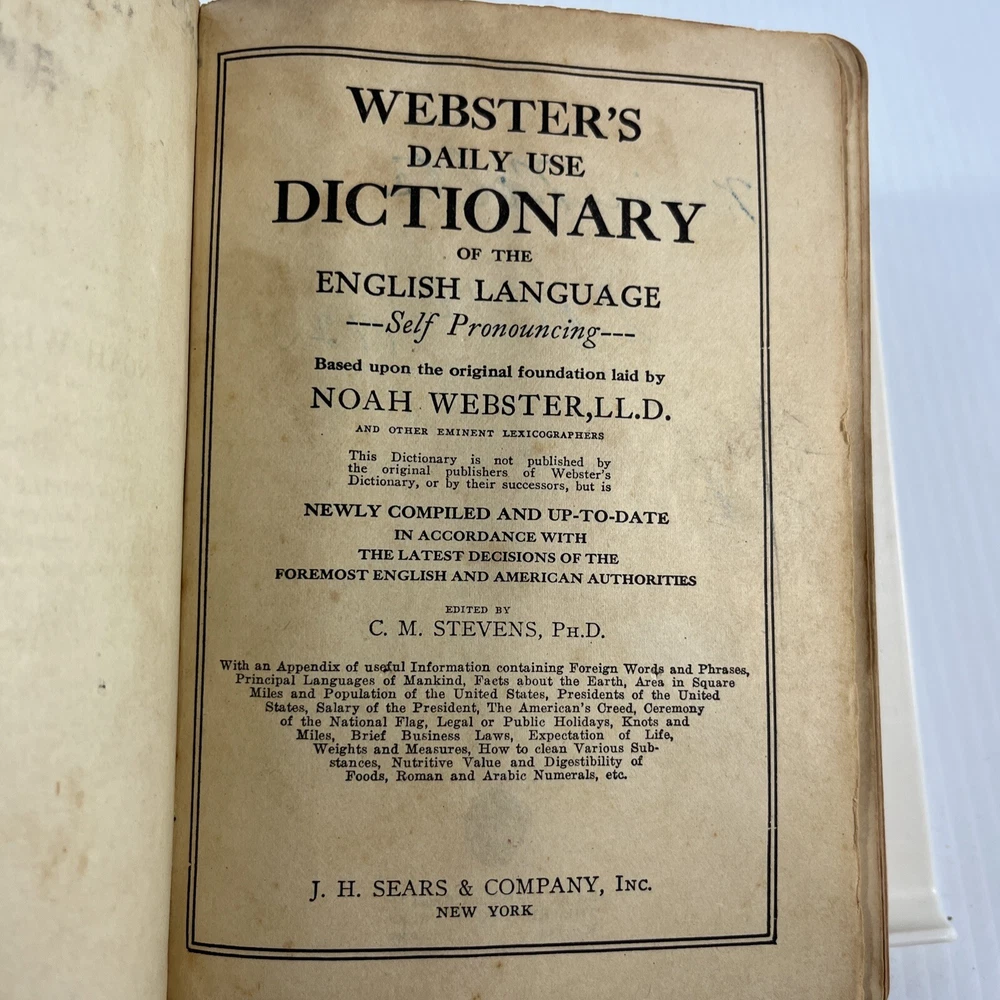 WEBSTER'S
DAILY USE
DICTIONARY
OF THE
ENGLISH LANGUAGE
---Self Pronouncing---
Based upon the original foundation laid by
NOAH WEBSTER, LL.D.
AND OTHER EMINENT LEXICOGRAPHERS
This Dictionary is not published by
the original publishers of Webster's
Dictionary, or by their successors, but is
NEWLY COMPILED AND UP-TO-DATE
IN ACCORDANCE WITH
THE LATEST DECISIONS OF THE
FOREMOST ENGLISH AND AMERICAN AUTHORITIES
EDITED BY
C. M. STEVENS, PH.D.
With an Appendix of useful Information containing Foreign Words and Phrases,
Principal Languages of Mankind, Facts about the Earth, Area in Square
Miles and Population of the United States, Presidents of the United
States, Salary of the President, The American's Creed, Ceremony
of the National Flag, Legal or Public Holidays, Knots and
Miles, Brief Business Laws, Expectation of Life,
Weights and Measures, How to clean Various Sub-
stances, Nutritive Value and Digestibility of
Foods, Roman and Arabic Numerals, etc.
J. H. SEARS & COMPANY, INC.
NEW YORK